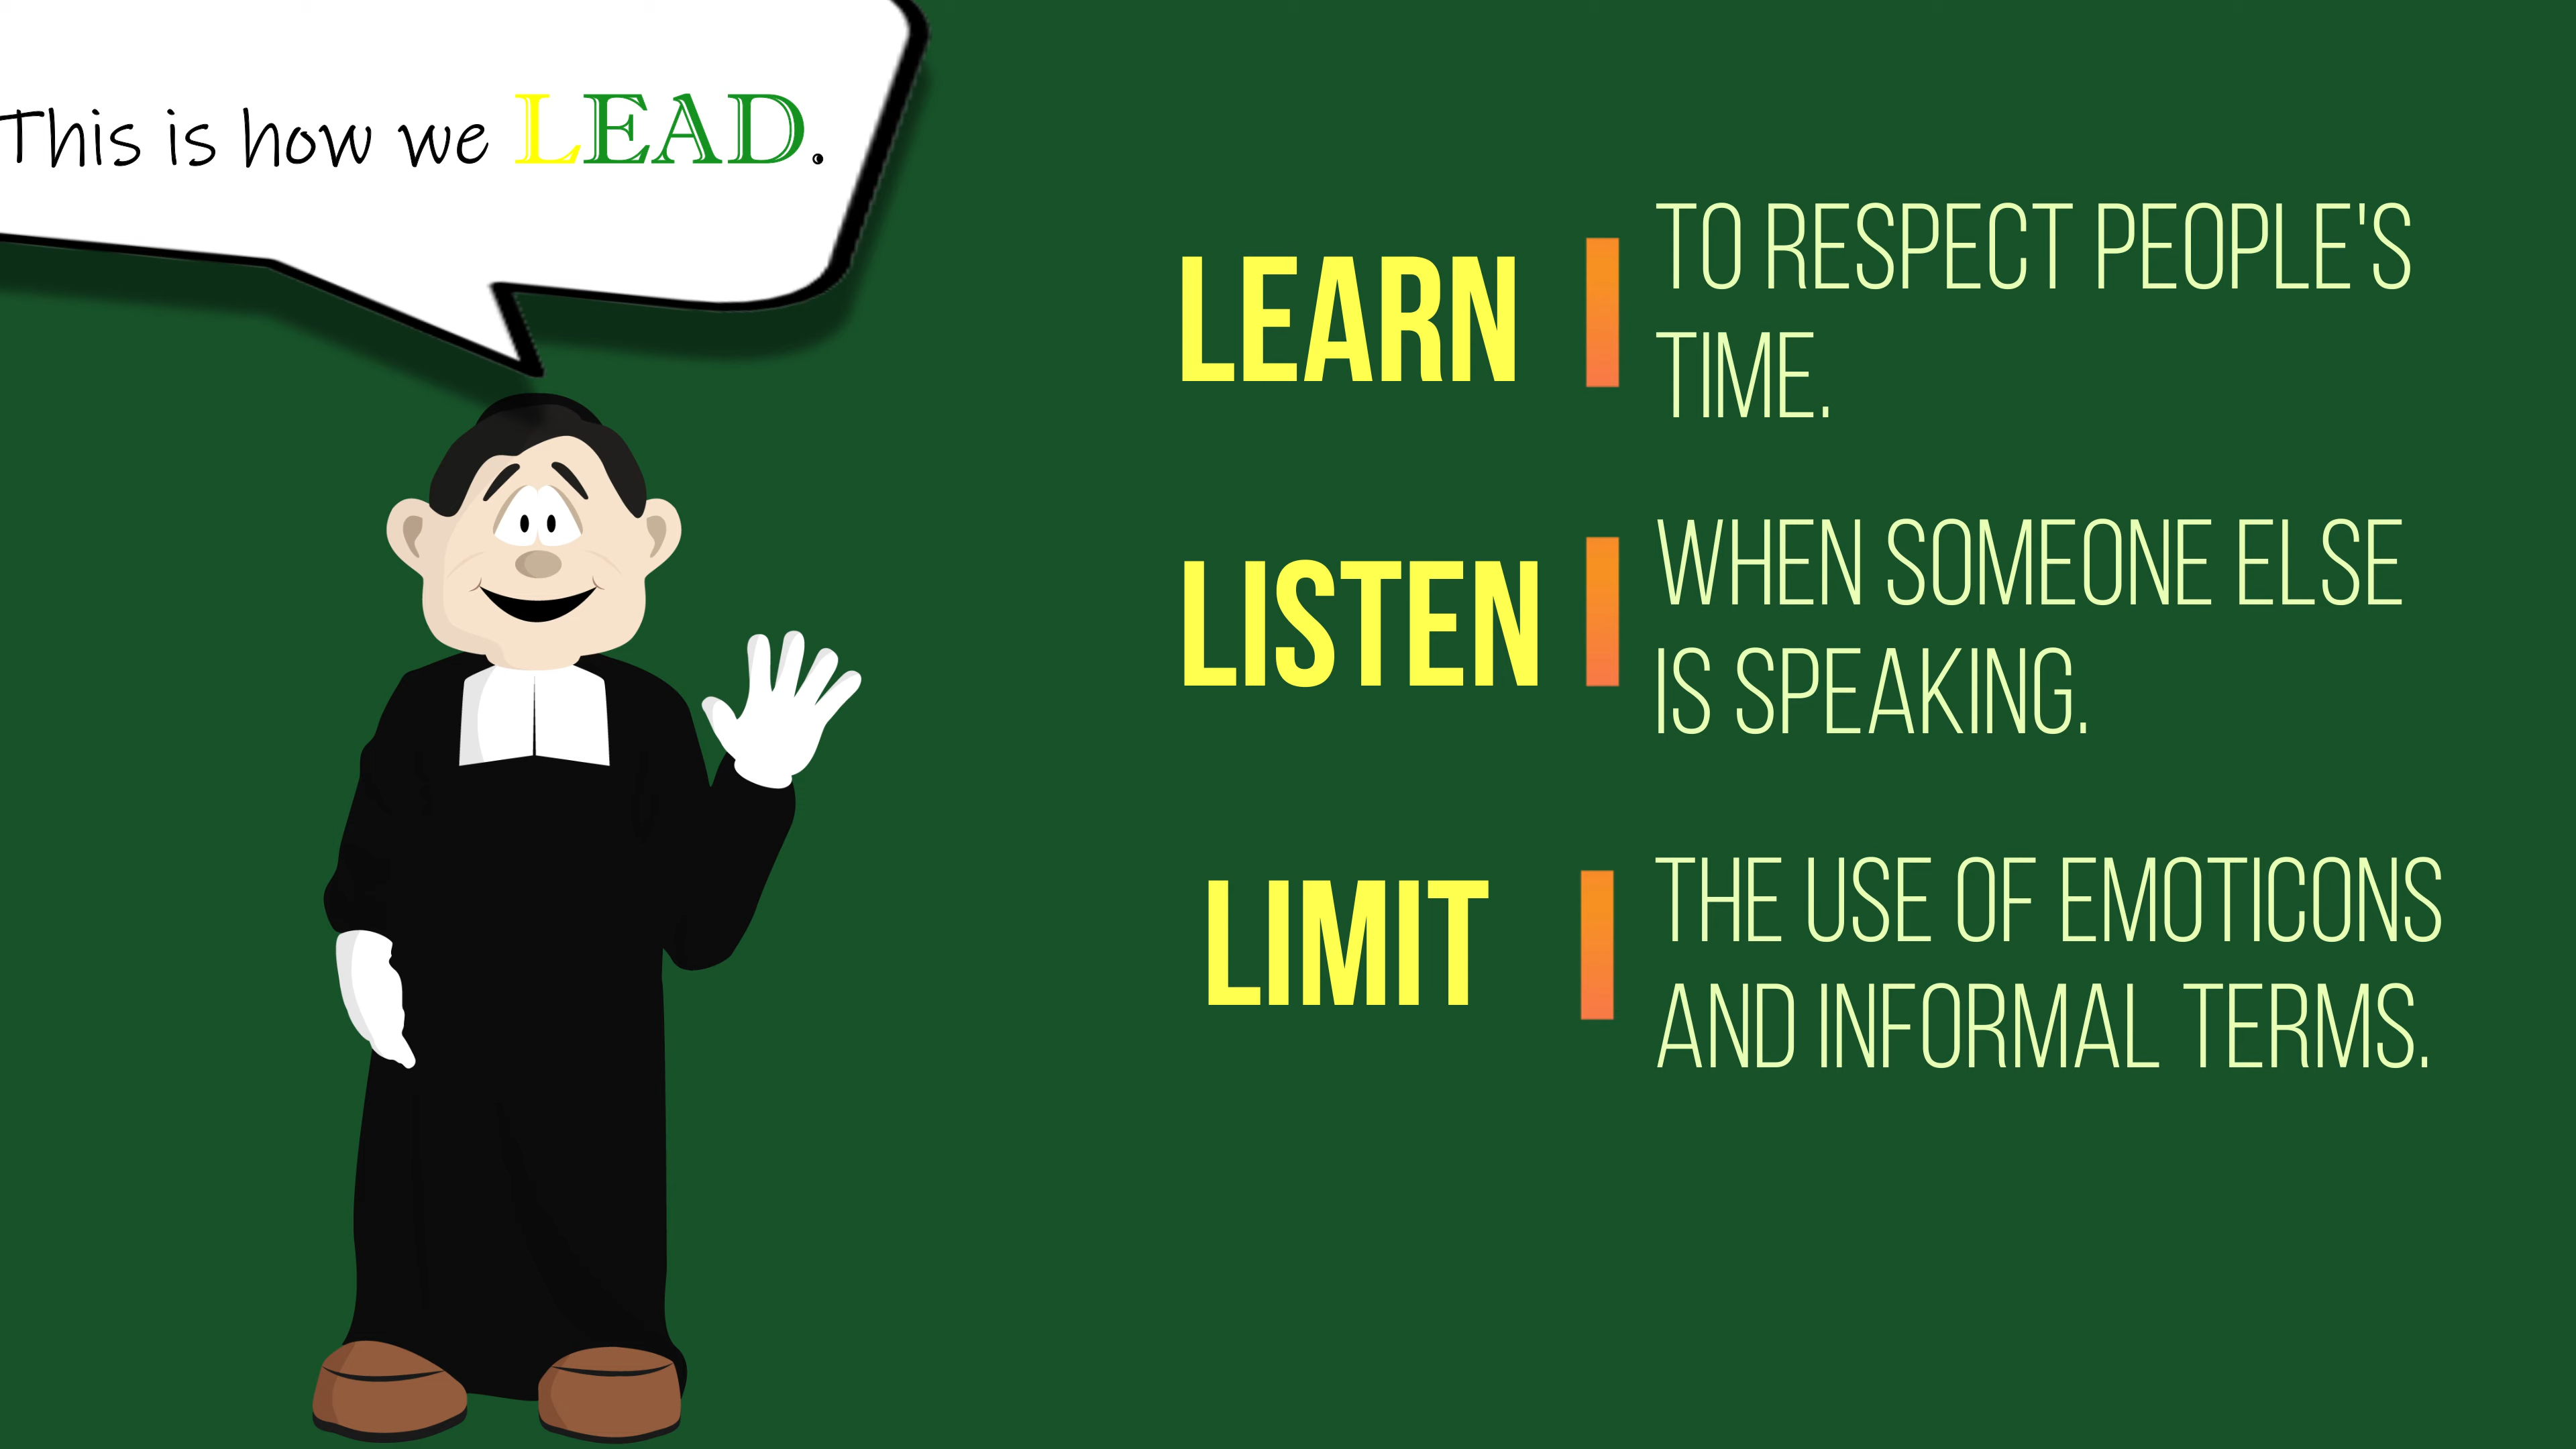 This is how we LEAD.
LEARN
TO RESPECT PEOPLE'S
TIME.
LISTEN
WHEN SOMEONE ELSE
IS SPEAKING.
LIMIT
THE USE OF EMOTICONS
AND INFORMAL TERMS.